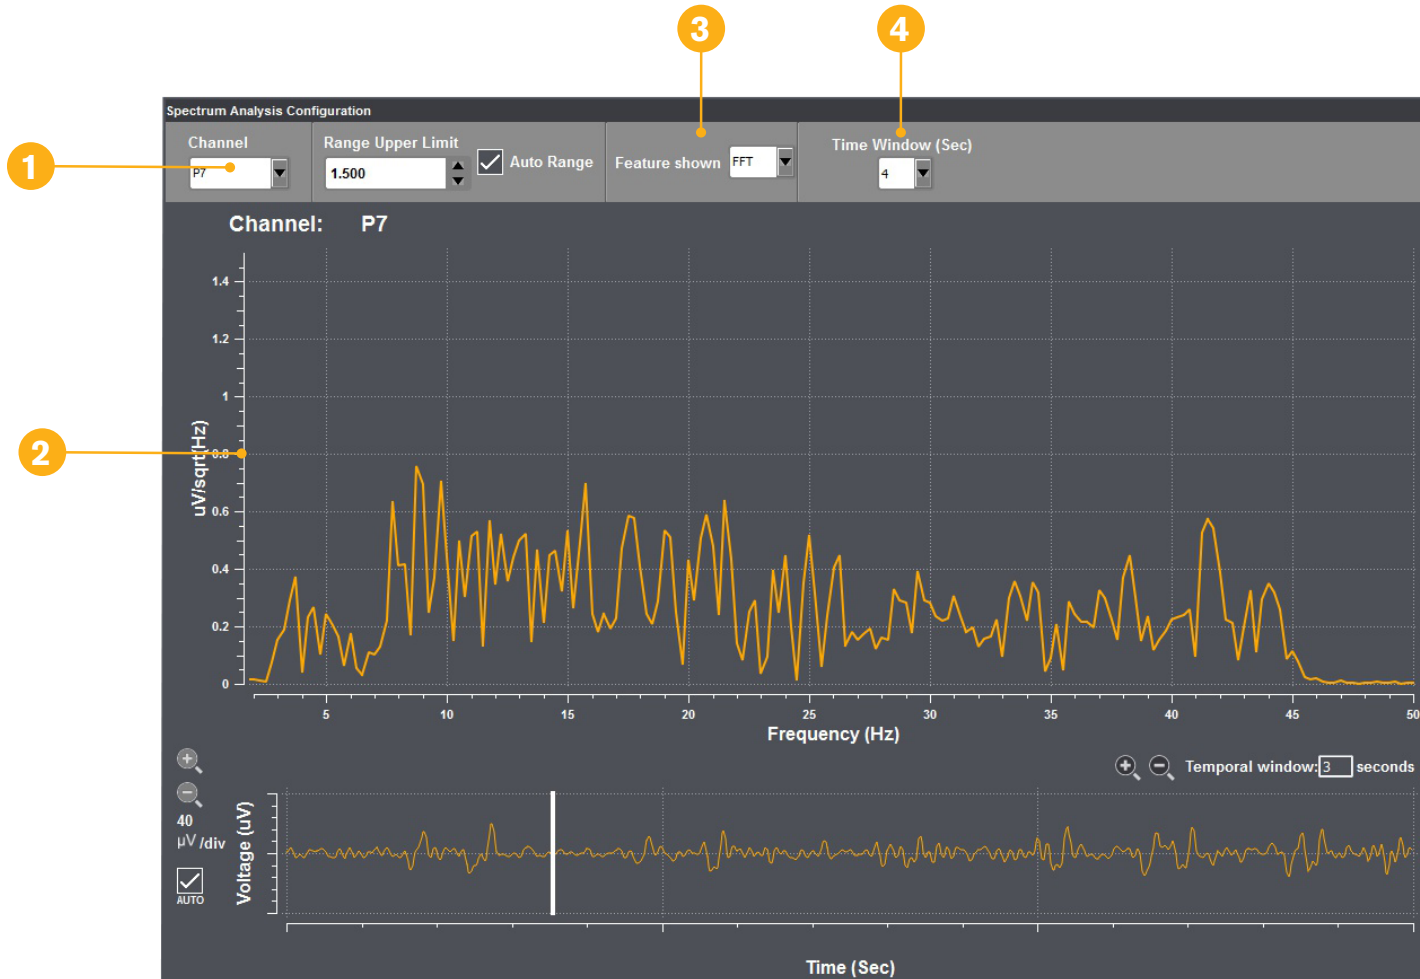 3
4
Spectrum Analysis Configuration
1
Channel
P7
Range Upper Limit
1.500
Auto Range
Feature shown
FFT
Time Window (Sec)
4
Channel: P7
2
uV/sqrt(Hz)
1.4
1.2
1
0.8
0.6
0.4
0.2
0
5 10 15 20 25 30 35 40 45 50
Frequency (Hz)
Temporal window: 3 seconds
40
µV /div
AUTO
Voltage (uV)
Time (Sec)